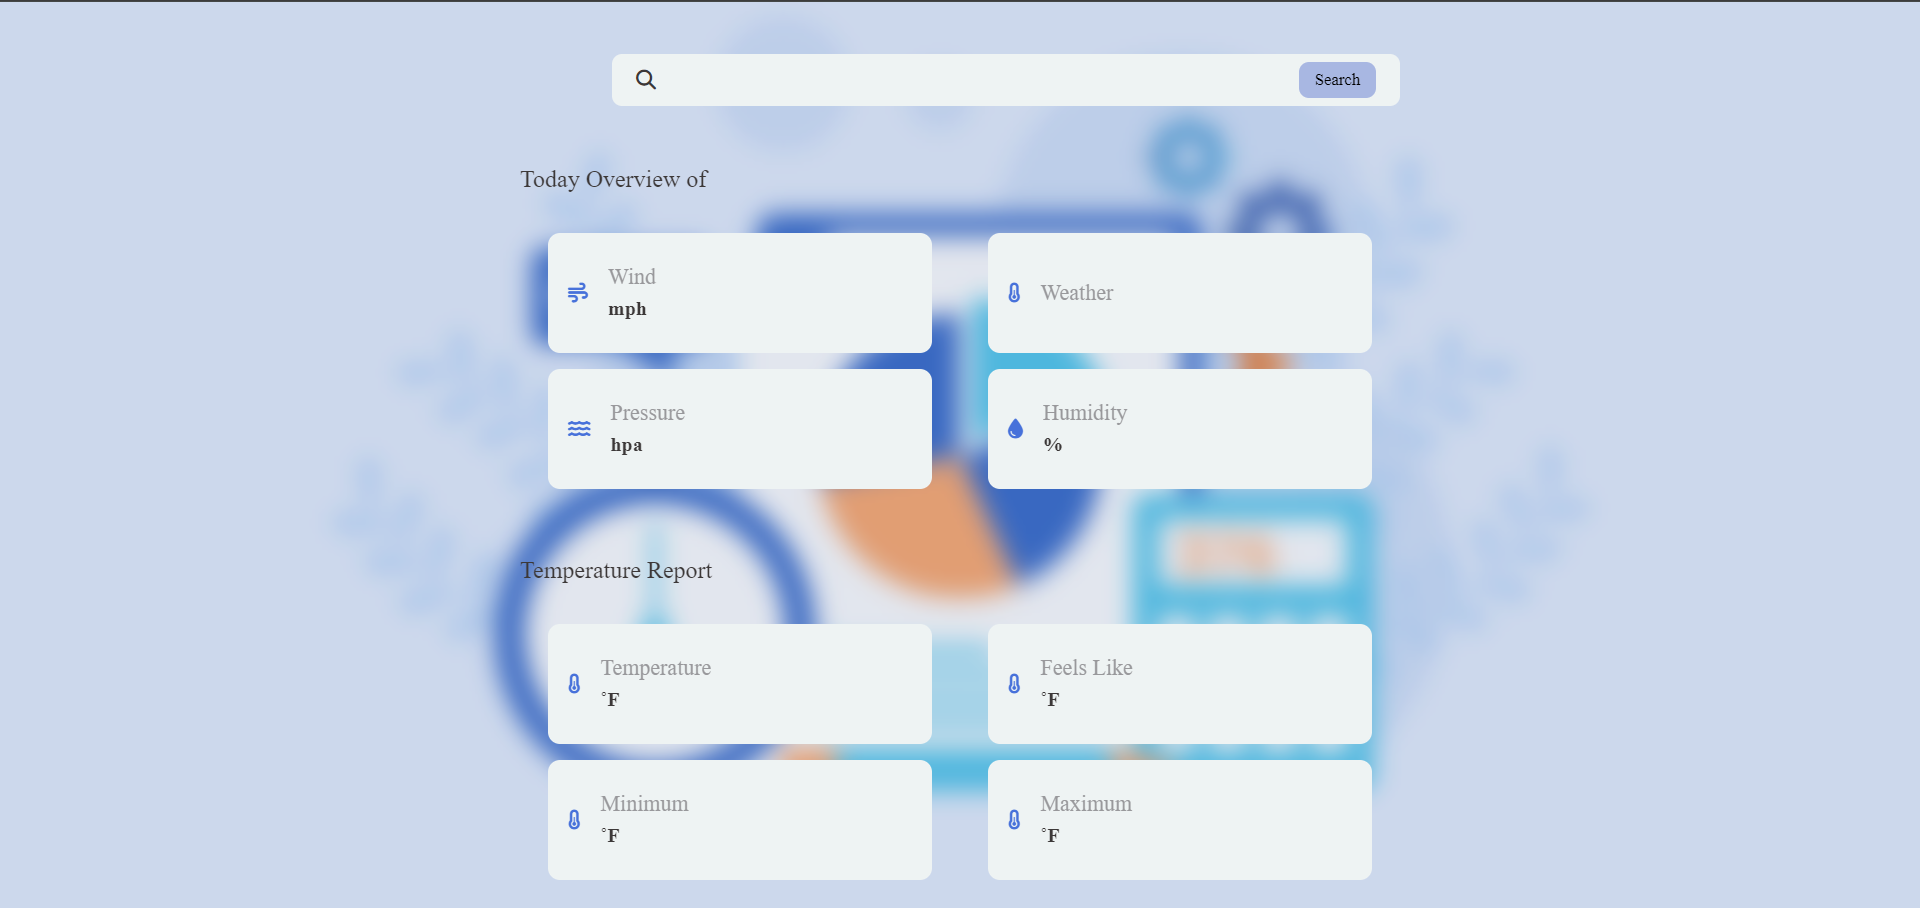 Search
Today Overview of
Wind
mph
Weather
Pressure
hpa
Humidity
%
Temperature Report
Temperature
°F
Feels Like
°F
Minimum
°F
Maximum
°F